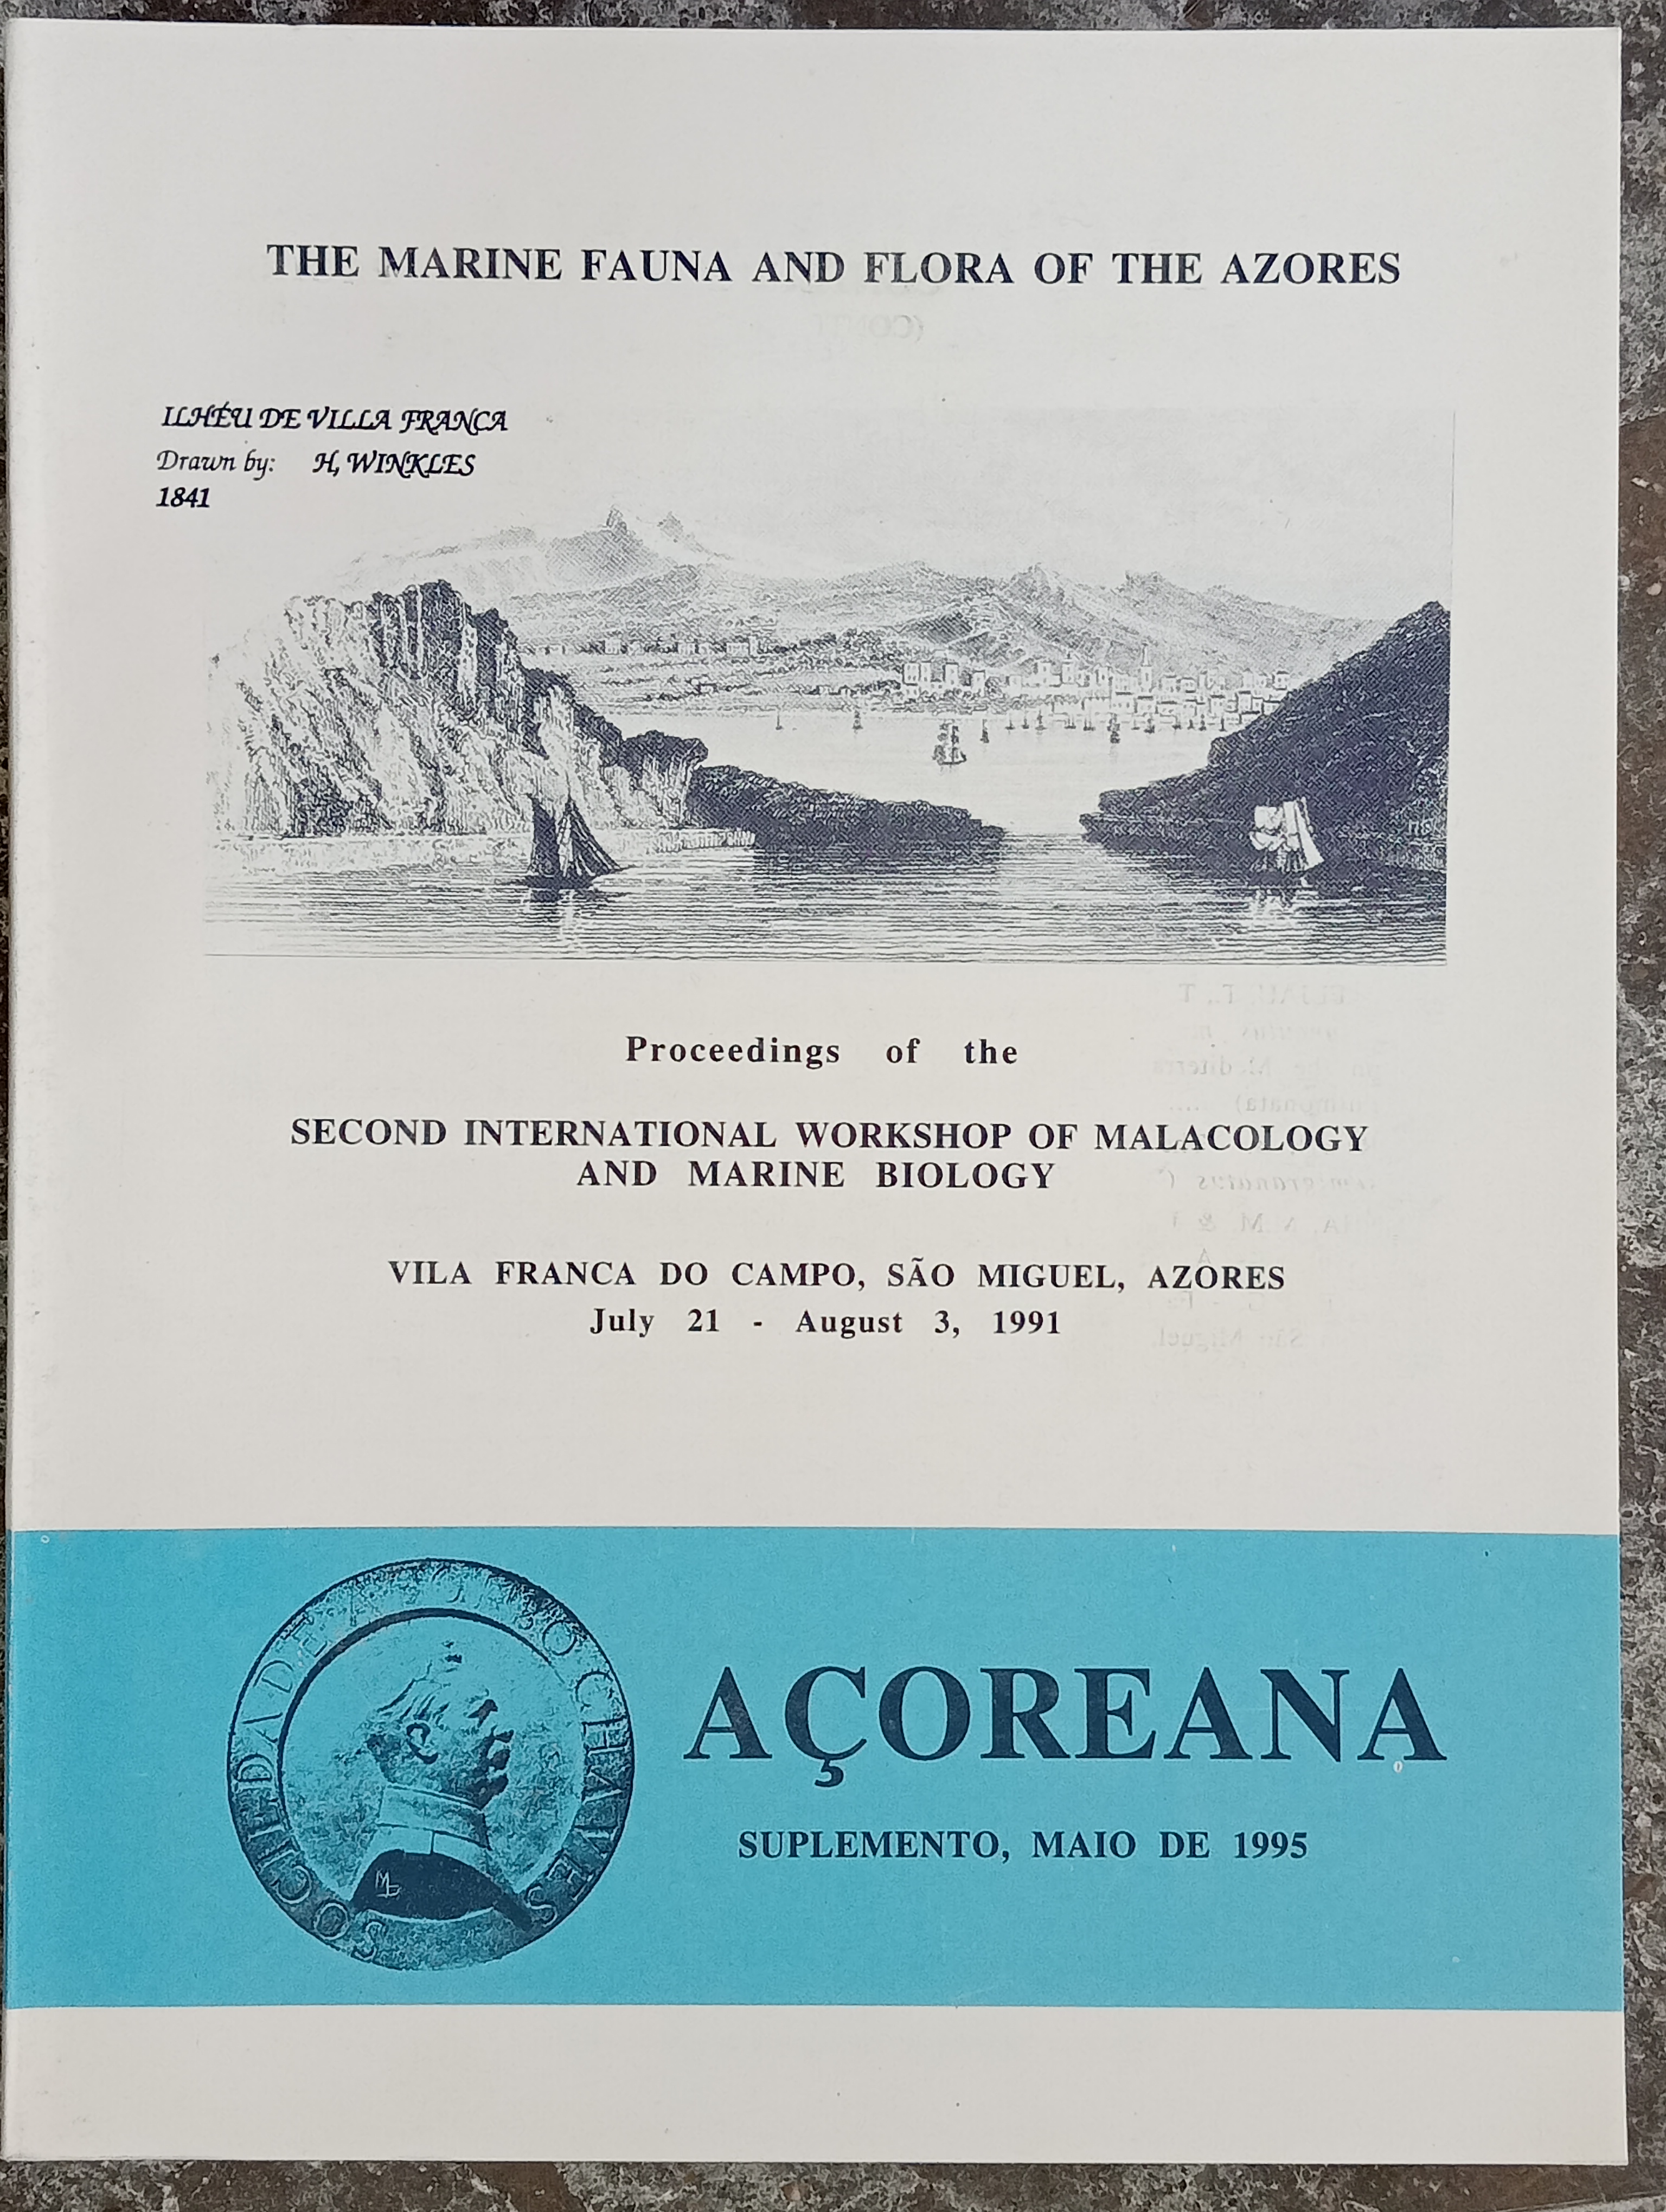 THE MARINE FAUNA AND FLORA OF THE AZORES
ILHÉU DE VILLA FRANCA
Drawn by: H, WINKLES
1841
Proceedings of the
SECOND INTERNATIONAL WORKSHOP OF MALACOLOGY
AND MARINE BIOLOGY
VILA FRANCA DO CAMPO, SÃO MIGUEL, AZORES
July 21 - August 3, 1991
SOCIEDADE AFONSO CHAVES
AÇOREANA
SUPLEMENTO, MAIO DE 1995